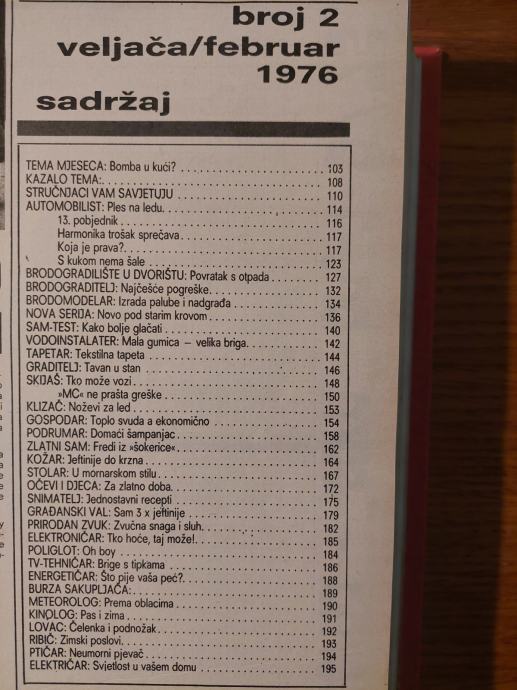 broj 2
veljača/februar
1976
sadržaj
TEMA MJESECA: Bomba u kući? 103
KAZALO TEMA: 108
STRUČNJACI VAM SAVJETUJU 110
AUTOMOBILIST: Ples na ledu. 114
13. pobjednik 116
Harmonika trošak sprečava 117
Koja je prava? 117
S kukom nema šale 123
BRODOGRADILIŠTE U DVORIŠTU: Povratak s otpada 127
BRODOGRADITELJ: Najčešće pogreške. 132
BRODOMODELAR: Izrada palube i nadgrađa 134
NOVA SERIJA: Novo pod starim krovom 136
SAM-TEST: Kako bolje glačati 140
VODOINSTALATER: Mala gumica — velika briga. 142
TAPETAR: Tekstilna tapeta 144
GRADITELJ: Tavan u stan 146
SKIJAŠ: Tko može vozi 148
»MC« ne prašta greške 150
KLIZAČ: Noževi za led 153
GOSPODAR: Toplo svuda a ekonomično 154
PODRUMAR: Domaći šampanjac 158
ZLATNI SAM: Fredi iz »šokerice« 162
KOŽAR: Jeftinije do krzna 164
STOLAR: U mornarskom stilu 167
OČEVI I DJECA: Za zlatno doba. 172
SNIMATELJ: Jednostavni recepti 175
GRAĐANSKI VAL: Sam 3 x jeftinije 179
PRIRODAN ZVUK: Zvučna snaga i sluh. 182
ELEKTRONIČAR: Tko hoće, taj može! 185
POLIGLOT: Oh boy 184
TV-TEHNIČAR: Brige s tipkama 186
ENERGETIČAR: Što pije vaša peć? 188
BURZA SAKUPLJAČA: 189
METEOROLOG: Prema oblacima 190
KINOLOG: Pas i zima 191
LOVAC: Čelenka i podnožak 192
RIBIČ: Zimski poslovi. 193
PTIČAR: Neumorni pjevač 194
ELEKTRIČAR: Svjetlost u vašem domu 195